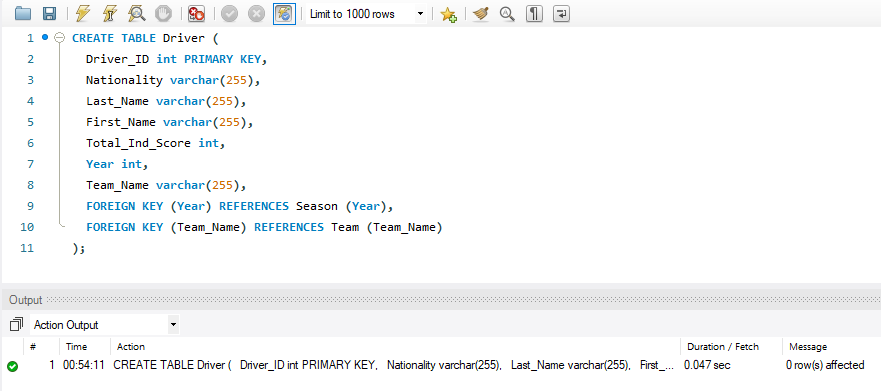 Limit to 1000 rows
1 CREATE TABLE Driver (
2 Driver_ID int PRIMARY KEY,
3 Nationality varchar(255),
4 Last_Name varchar(255),
5 First_Name varchar(255),
6 Total_Ind_Score int,
7 Year int,
8 Team_Name varchar(255),
9 FOREIGN KEY (Year) REFERENCES Season (Year),
10 FOREIGN KEY (Team_Name) REFERENCES Team (Team_Name)
11 );
Output
Action Output
# Time Action Duration / Fetch Message
1 00:54:11 CREATE TABLE Driver ( Driver_ID int PRIMARY KEY, Nationality varchar(255), Last_Name varchar(255), First_... 0.047 sec 0 row(s) affected